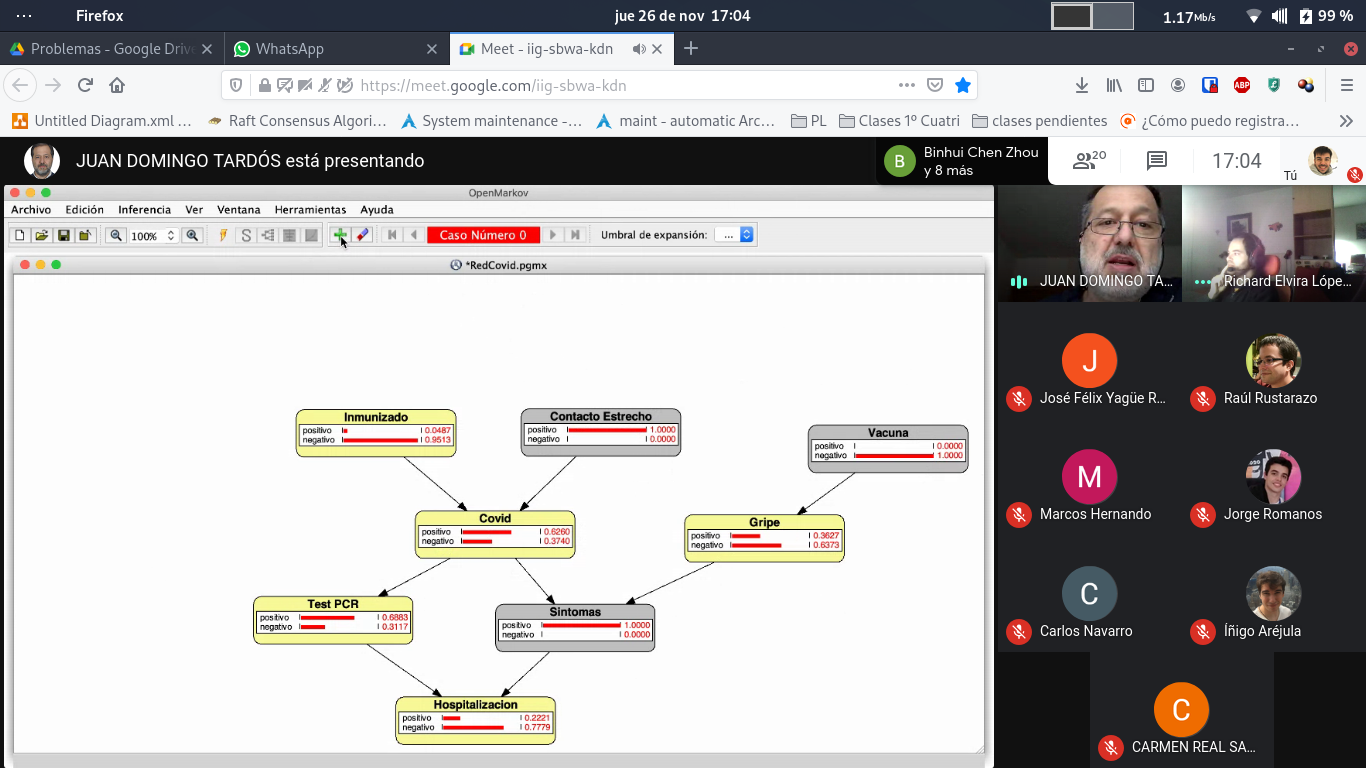 Firefox
jue 26 de nov 17:04
1.17Mb/s
99 %
Problemas - Google Driv
WhatsApp
Meet - iig-sbwa-kdn
https://meet.google.com/iig-sbwa-kdn
ABP
Untitled Diagram.xml ...
Raft Consensus Algori...
System maintenance -...
maint - automatic Arc...
PL
Clases 1º Cuatri
clases pendientes
¿Cómo puedo registra...
JUAN DOMINGO TARDÓS está presentando
B
Binhui Chen Zhou
y 8 más
20
17:04
Tú
OpenMarkov
Archivo Edición Inferencia Ver Ventana Herramientas Ayuda
100%
Caso Número 0
Umbral de expansión: ...
*RedCovid.pgmx
Inmunizado
positivo 0.0487
negativo 0.9513
Contacto Estrecho
positivo 1.0000
negativo 0.0000
Vacuna
positivo 0.0000
negativo 1.0000
Covid
positivo 0.6260
negativo 0.3740
Gripe
positivo 0.3627
negativo 0.6373
Test PCR
positivo 0.6883
negativo 0.3117
Sintomas
positivo 1.0000
negativo 0.0000
Hospitalizacion
positivo 0.2221
negativo 0.7779
JUAN DOMINGO TA...
Richard Elvira Lópe...
J
José Félix Yagüe R...
Raúl Rustarazo
M
Marcos Hernando
Jorge Romanos
C
Carlos Navarro
Íñigo Aréjula
C
CARMEN REAL SA...